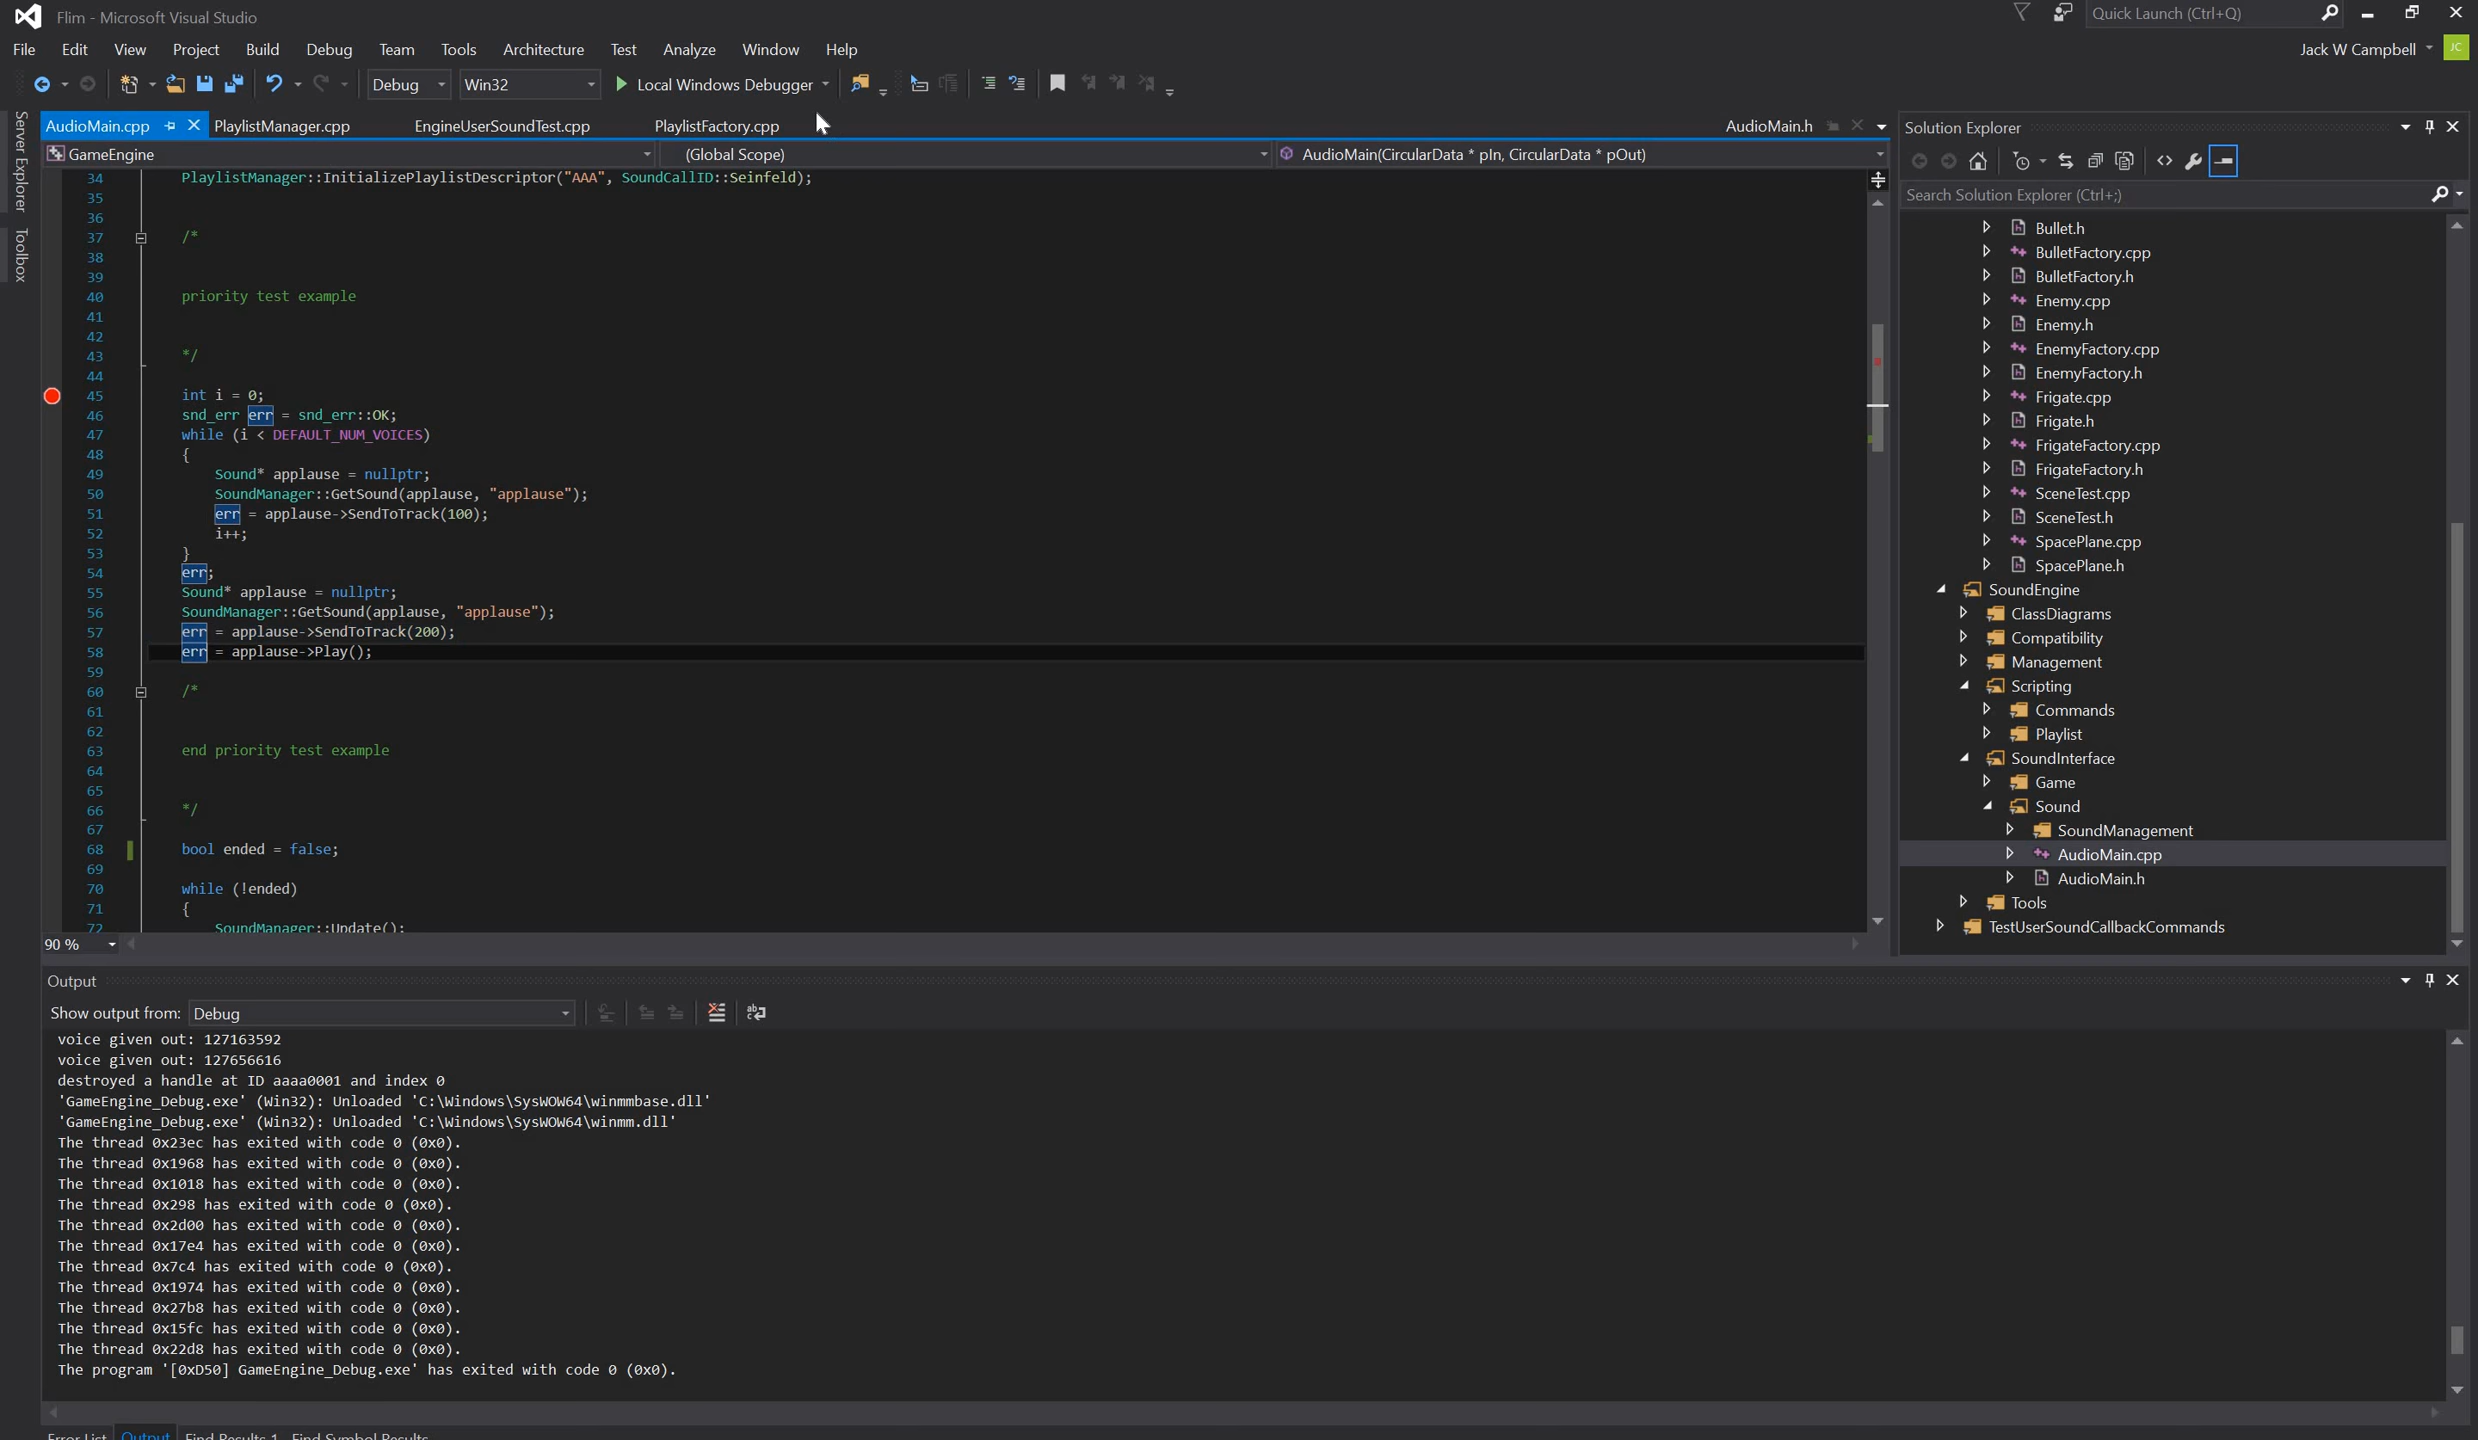 Flim - Microsoft Visual Studio
Quick Launch (Ctrl+Q)
File Edit View Project Build Debug Team Tools Architecture Test Analyze Window Help
Jack W Campbell JC
Debug Win32 Local Windows Debugger
Server Explorer
Toolbox
AudioMain.cpp PlaylistManager.cpp EngineUserSoundTest.cpp PlaylistFactory.cpp AudioMain.h
GameEngine (Global Scope) AudioMain(CircularData * pIn, CircularData * pOut)
34 PlaylistManager::InitializePlaylistDescriptor("AAA", SoundCallID::Seinfeld);
35
36
37 /*
38
39
40 priority test example
41
42
43 */
44
45 int i = 0;
46 snd_err err = snd_err::OK;
47 while (i < DEFAULT_NUM_VOICES)
48 {
49 Sound* applause = nullptr;
50 SoundManager::GetSound(applause, "applause");
51 err = applause->SendToTrack(100);
52 i++;
53 }
54 err;
55 Sound* applause = nullptr;
56 SoundManager::GetSound(applause, "applause");
57 err = applause->SendToTrack(200);
58 err = applause->Play();
59
60 /*
61
62
63 end priority test example
64
65
66 */
67
68 bool ended = false;
69
70 while (!ended)
71 {
72 SoundManager::Update();
90 %
Solution Explorer
Search Solution Explorer (Ctrl+;)
Bullet.h
BulletFactory.cpp
BulletFactory.h
Enemy.cpp
Enemy.h
EnemyFactory.cpp
EnemyFactory.h
Frigate.cpp
Frigate.h
FrigateFactory.cpp
FrigateFactory.h
SceneTest.cpp
SceneTest.h
SpacePlane.cpp
SpacePlane.h
SoundEngine
ClassDiagrams
Compatibility
Management
Scripting
Commands
Playlist
SoundInterface
Game
Sound
SoundManagement
AudioMain.cpp
AudioMain.h
Tools
TestUserSoundCallbackCommands
Output
Show output from: Debug
voice given out: 127163592
voice given out: 127656616
destroyed a handle at ID aaaa0001 and index 0
'GameEngine_Debug.exe' (Win32): Unloaded 'C:\Windows\SysWOW64\winmmbase.dll'
'GameEngine_Debug.exe' (Win32): Unloaded 'C:\Windows\SysWOW64\winmm.dll'
The thread 0x23ec has exited with code 0 (0x0).
The thread 0x1968 has exited with code 0 (0x0).
The thread 0x1018 has exited with code 0 (0x0).
The thread 0x298 has exited with code 0 (0x0).
The thread 0x2d00 has exited with code 0 (0x0).
The thread 0x17e4 has exited with code 0 (0x0).
The thread 0x7c4 has exited with code 0 (0x0).
The thread 0x1974 has exited with code 0 (0x0).
The thread 0x27b8 has exited with code 0 (0x0).
The thread 0x15fc has exited with code 0 (0x0).
The thread 0x22d8 has exited with code 0 (0x0).
The program '[0xD50] GameEngine_Debug.exe' has exited with code 0 (0x0).
Error List Output Find Results 1 Find Symbol Results